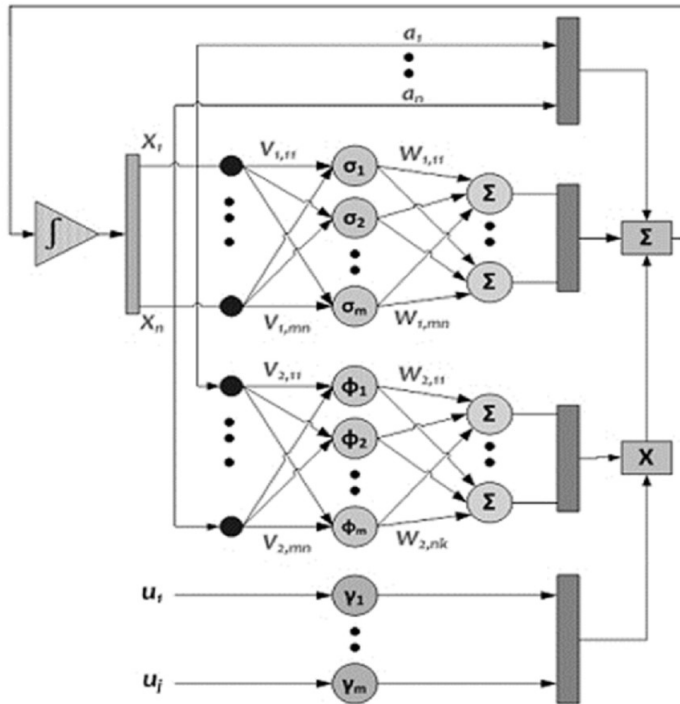 a₁
aₙ
X₁ V₁,₁₁ σ₁ W₁,₁₁
Σ
σ₂
∫ Σ
Σ
Xₙ V₁,ₘₙ σₘ W₁,ₘₙ
V₂,₁₁ ϕ₁ W₂,₁₁
Σ
ϕ₂
X
Σ
V₂,ₘₙ ϕₘ W₂,ₙₖ
u₁ γ₁
uⱼ γₘ